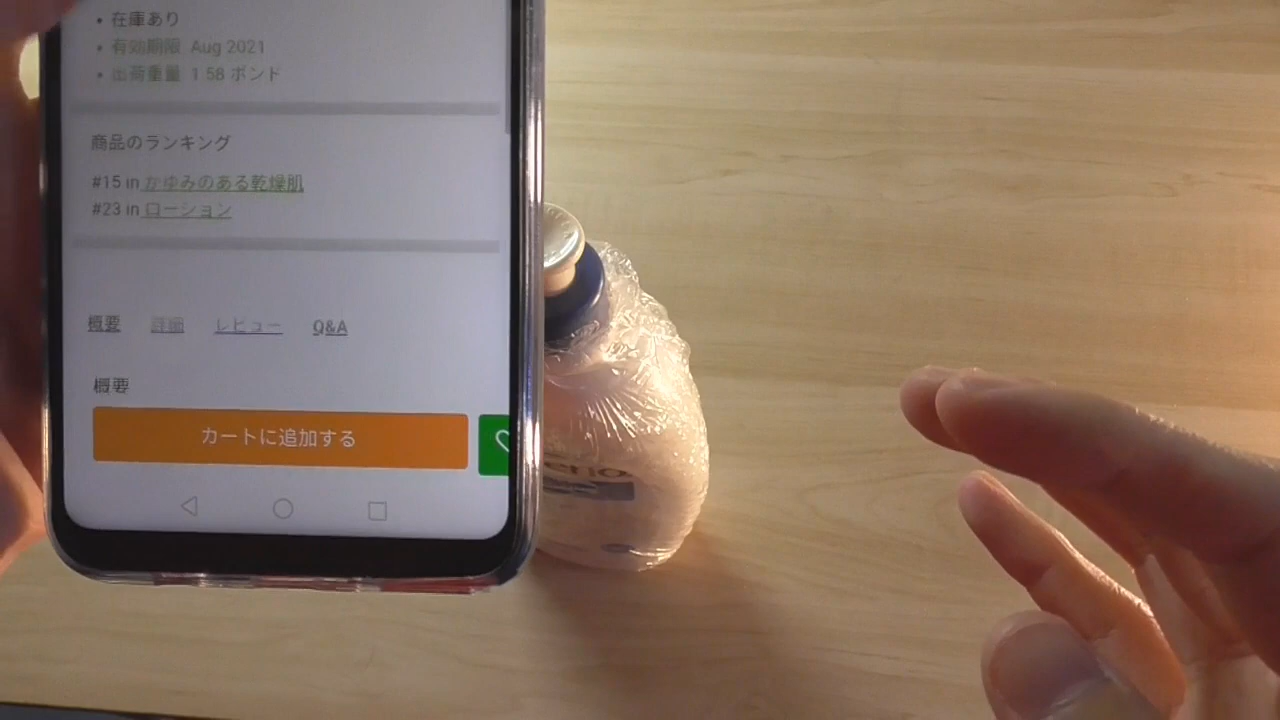 • 在庫あり
• 有効期限 Aug 2021
• 出荷重量 1.58 ポンド
商品のランキング
#15 in かゆみのある乾燥肌
#23 in ローション
概要 詳細 レビュー Q&A
概要
カートに追加する